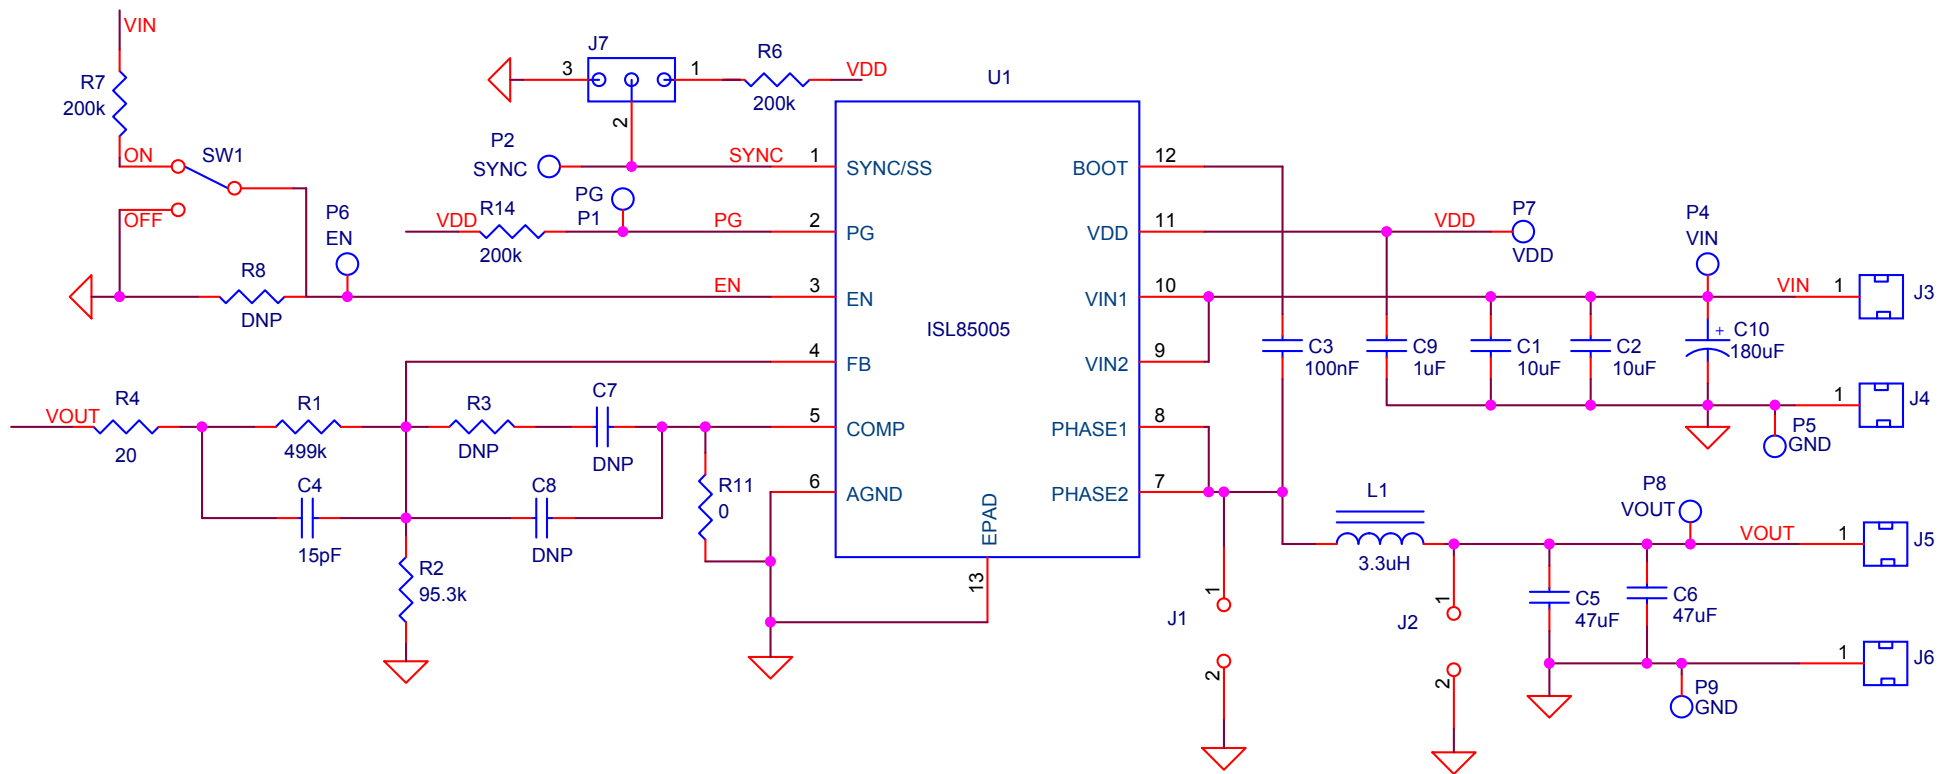 VIN
R7
200k
ON
SW1
OFF
P6
EN
R8
DNP
J7
3
1
2
R6
200k
VDD
P2
SYNC
SYNC
1
PG
P1
VDD
R14
200k
PG
2
EN
3
4
VOUT
R4
20
R1
499k
C4
15pF
R3
DNP
C7
DNP
C8
DNP
R2
95.3k
5
R11
0
6
U1
SYNC/SS
PG
EN
FB
COMP
AGND
ISL85005
EPAD
13
BOOT
VDD
VIN1
VIN2
PHASE1
PHASE2
12
11
10
9
8
7
VDD
P7
VDD
P4
VIN
VIN
1
J3
C3
100nF
C9
1uF
C1
10uF
C2
10uF
+
C10
180uF
1
J4
P5
GND
L1
3.3uH
P8
VOUT
VOUT
1
J5
J1
1
2
J2
1
2
C5
47uF
C6
47uF
1
J6
P9
GND